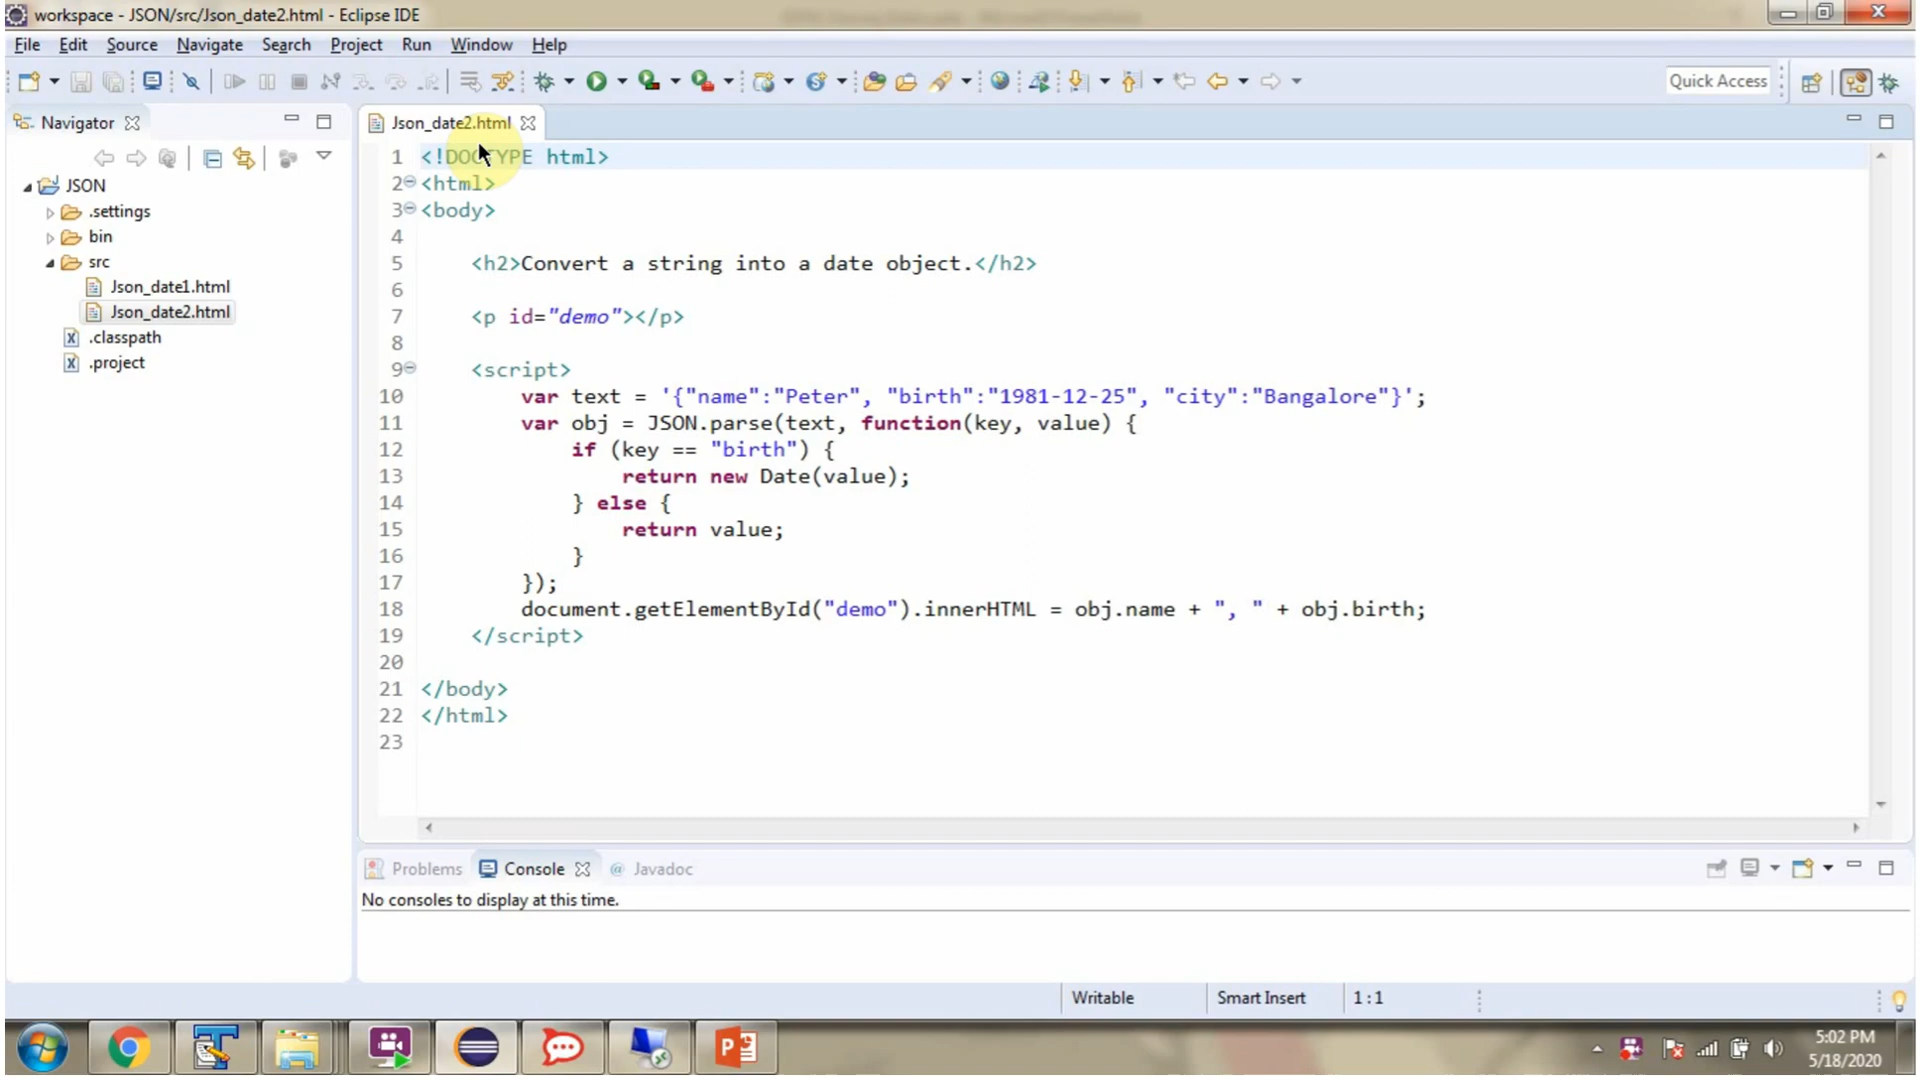 workspace - JSON/src/Json_date2.html - Eclipse IDE
File Edit Source Navigate Search Project Run Window Help
Quick Access
Navigator
JSON
.settings
bin
src
Json_date1.html
Json_date2.html
.classpath
.project
Json_date2.html
1 <!DOCTYPE html>
2 <html>
3 <body>
4
5 <h2>Convert a string into a date object.</h2>
6
7 <p id="demo"></p>
8
9 <script>
10 var text = '{"name":"Peter", "birth":"1981-12-25", "city":"Bangalore"}';
11 var obj = JSON.parse(text, function(key, value) {
12 if (key == "birth") {
13 return new Date(value);
14 } else {
15 return value;
16 }
17 });
18 document.getElementById("demo").innerHTML = obj.name + ", " + obj.birth;
19 </script>
20
21 </body>
22 </html>
23
Problems Console @ Javadoc
No consoles to display at this time.
Writable Smart Insert 1 : 1
5:02 PM
5/18/2020